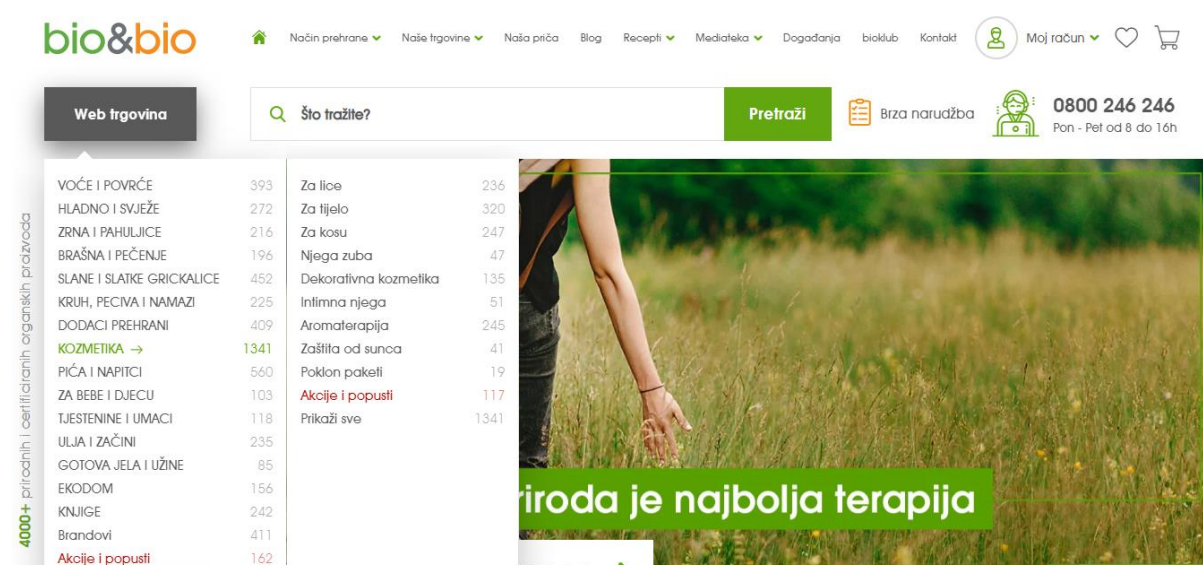 bio&bio
Način prehrane
Naše trgovine
Naša priča
Blog
Recepti
Mediateka
Događanja
bioklub
Kontakt
Moj račun
Web trgovina
Što tražite?
Pretraži
Brza narudžba
0800 246 246
Pon - Pet od 8 do 16h
4000+ prirodnih i certificiranih organskih proizvoda
VOĆE I POVRĆE 393
HLADNO I SVJEŽE 272
ZRNA I PAHULJICE 216
BRAŠNA I PEČENJE 196
SLANE I SLATKE GRICKALICE 452
KRUH, PECIVA I NAMAZI 225
DODACI PREHRANI 409
KOZMETIKA → 1341
PIĆA I NAPITCI 560
ZA BEBE I DJECU 103
TJESTENINE I UMACI 118
ULJA I ZAČINI 235
GOTOVA JELA I UŽINE 85
EKODOM 156
KNJIGE 242
Brandovi 411
Akcije i popusti 162
Za lice 236
Za tijelo 320
Za kosu 247
Njega zuba 47
Dekorativna kozmetika 135
Intimna njega 51
Aromaterapija 245
Zaštita od sunca 41
Poklon paketi 19
Akcije i popusti 117
Prikaži sve 1341
riroda je najbolja terapija